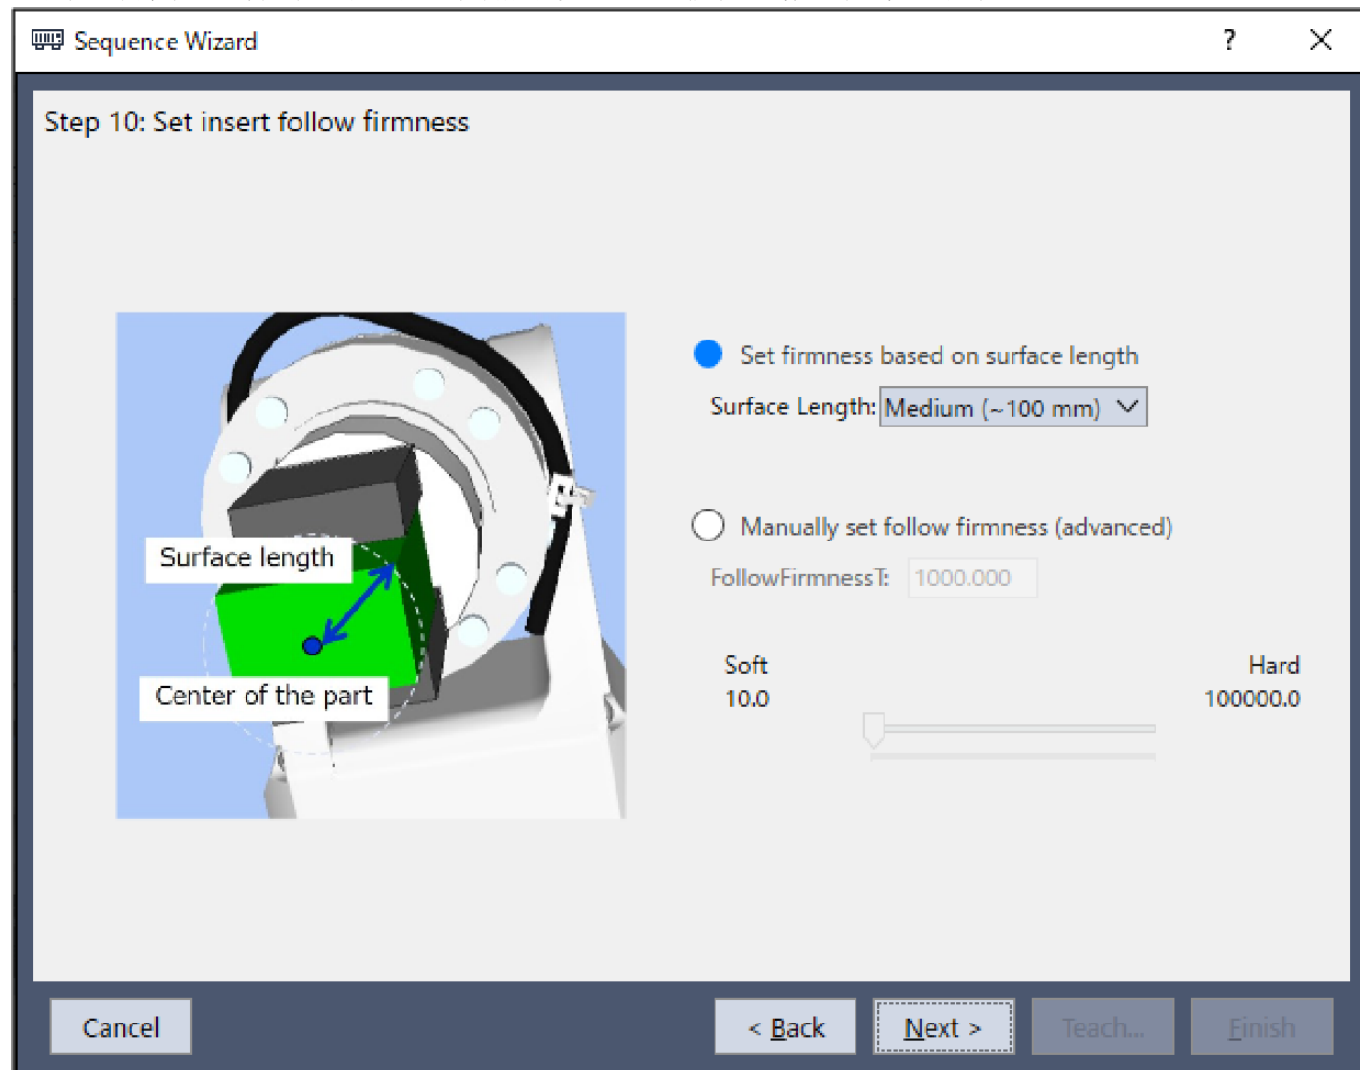 Sequence Wizard
?
Step 10: Set insert follow firmness
Surface length
Center of the part
Set firmness based on surface length
Surface Length: Medium (~100 mm)
Manually set follow firmness (advanced)
FollowFirmnessT: 1000.000
Soft Hard
10.0 100000.0
Cancel < Back Next > Teach... Finish